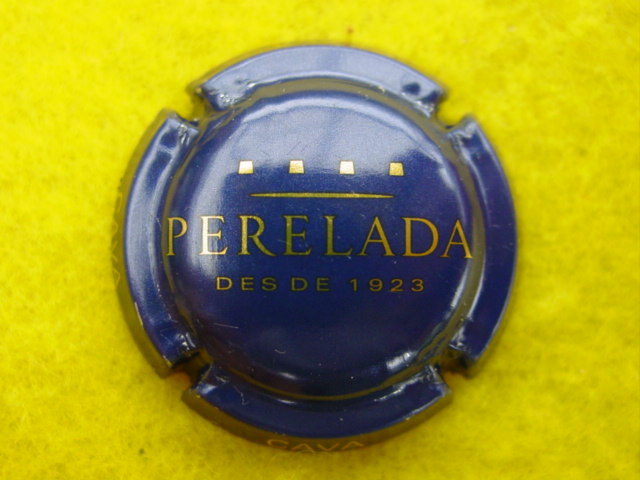 PERELADA
DES DE 1923
CAVA